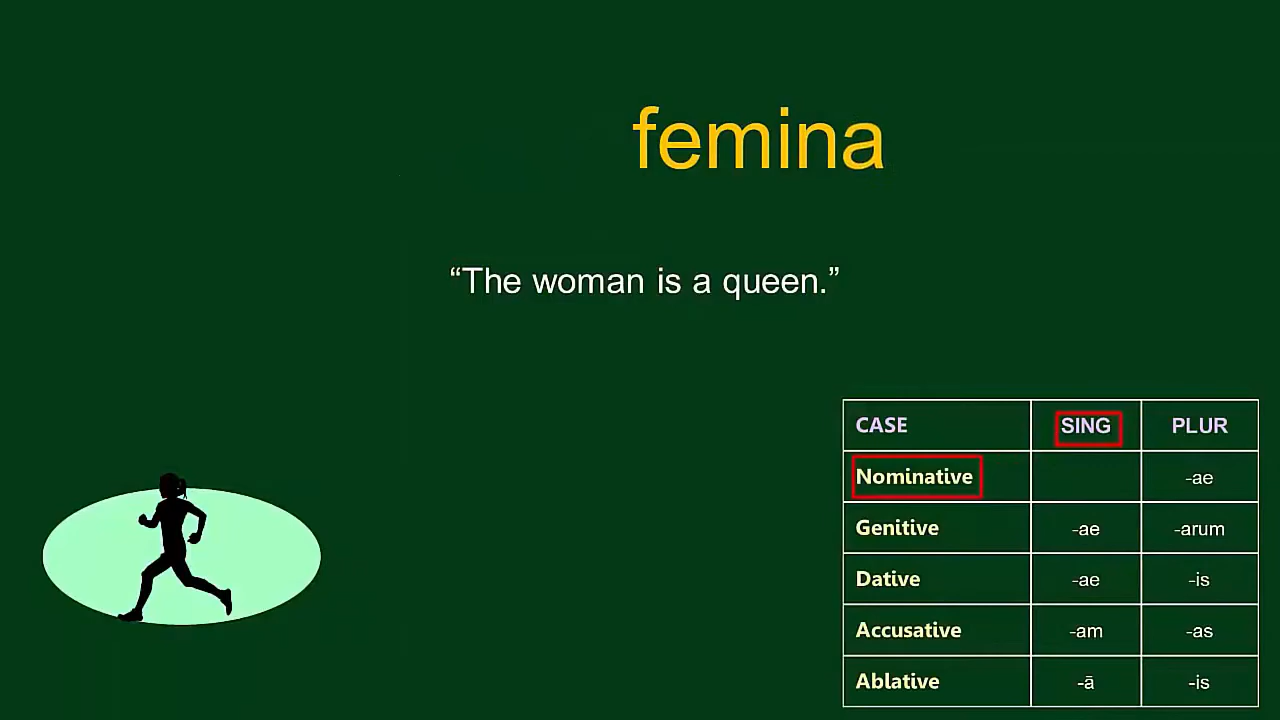 femina
“The woman is a queen.”
CASE SING PLUR
Nominative -ae
Genitive -ae -arum
Dative -ae -is
Accusative -am -as
Ablative -ā -is